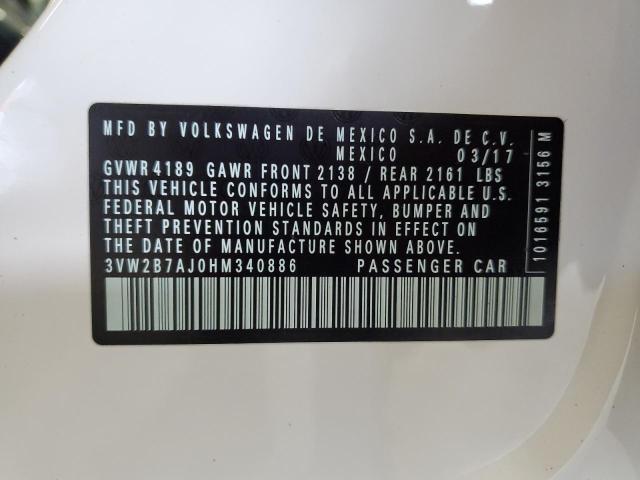 MFD BY VOLKSWAGEN DE MEXICO S.A. DE C.V.
MEXICO 03/17
GVWR 4189 GAWR FRONT 2138 / REAR 2161 LBS
THIS VEHICLE CONFORMS TO ALL APPLICABLE U.S.
FEDERAL MOTOR VEHICLE SAFETY, BUMPER AND
THEFT PREVENTION STANDARDS IN EFFECT ON
THE DATE OF MANUFACTURE SHOWN ABOVE.
3VW2B7AJ0HM340886 PASSENGER CAR
1016591 3156 M